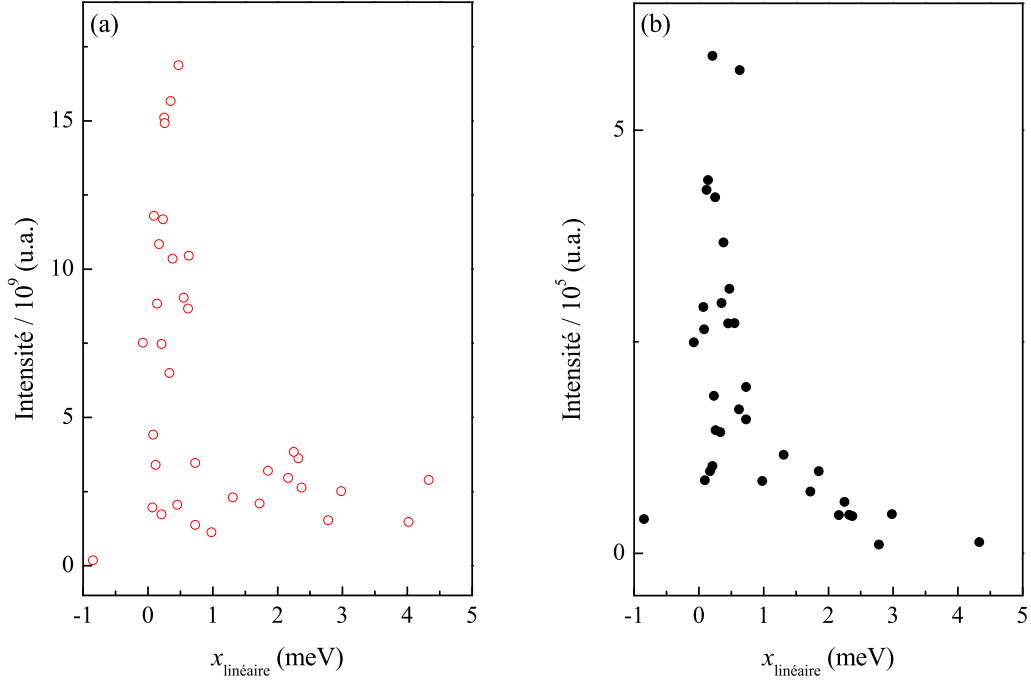 (a)
15
10
5
0
-1 0 1 2 3 4 5
Intensité / 10⁹ (u.a.)
x_linéaire (meV)
(b)
5
0
-1 0 1 2 3 4 5
Intensité / 10⁵ (u.a.)
x_linéaire (meV)